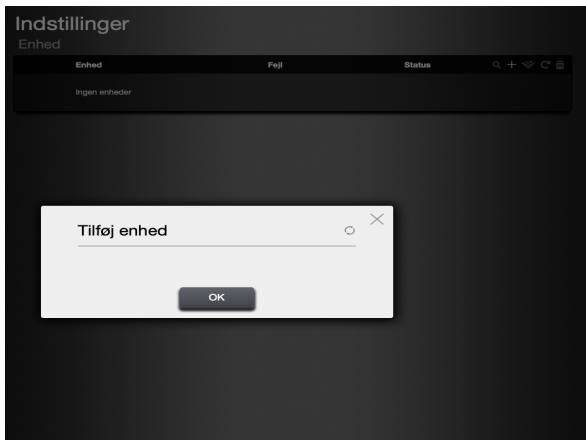 Indstillinger
Enhed
Enhed Fejl Status
Ingen enheder
Tilføj enhed
OK